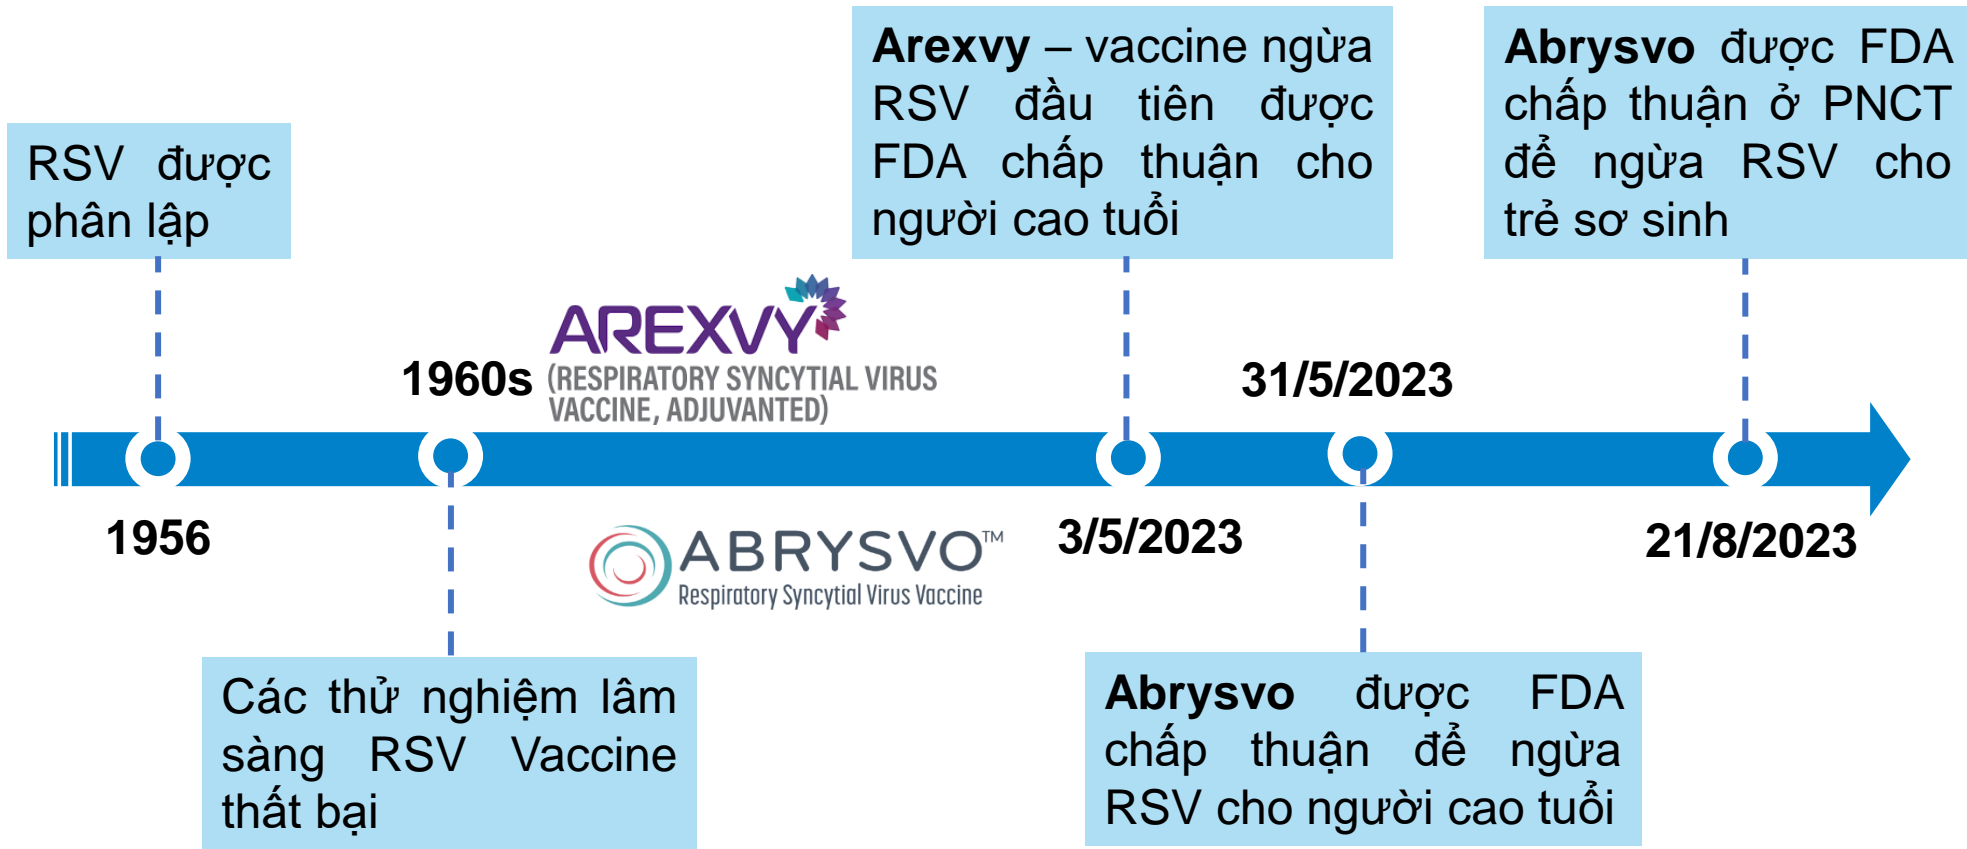 RSV được
phân lập
1956
1960s
Các thử nghiệm lâm
sàng RSV Vaccine
thất bại
AREXVY
(RESPIRATORY SYNCYTIAL VIRUS
VACCINE, ADJUVANTED)
ABRYSVO™
Respiratory Syncytial Virus Vaccine
Arexvy – vaccine ngừa
RSV đầu tiên được
FDA chấp thuận cho
người cao tuổi
3/5/2023
31/5/2023
Abrysvo được FDA
chấp thuận để ngừa
RSV cho người cao tuổi
Abrysvo được FDA
chấp thuận ở PNCT
để ngừa RSV cho
trẻ sơ sinh
21/8/2023